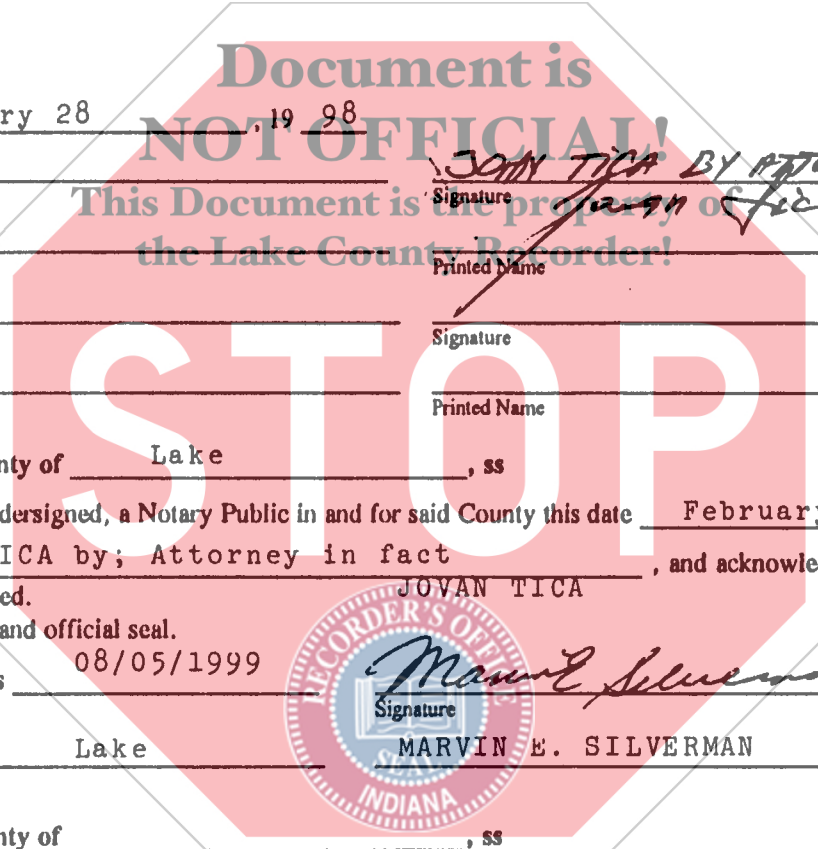 Document is
ry 28 , 19 98
NOT OFFICIAL!
JOHN TICA BY
Signature
This Document is the property of
the Lake County Recorder!
Printed Name
STOP
Signature
Printed Name
nty of Lake , ss
dersigned, a Notary Public in and for said County this date February
ICA by; Attorney in fact , and acknowle
JOVAN TICA
ed.
and official seal.
08/05/1999
RECORDER'S OFFICE
Signature
Lake MARVIN E. SILVERMAN
SEAL
INDIANA
nty of , ss